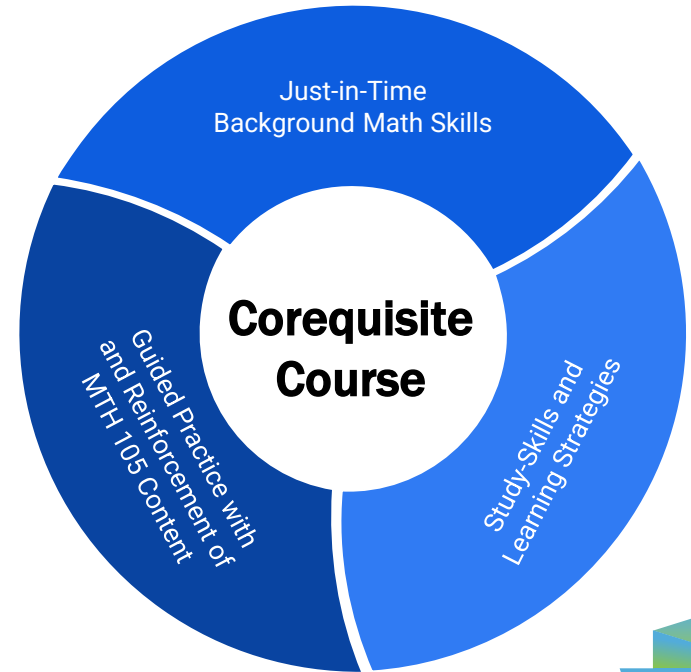 Just-in-Time
Background Math Skills
Corequisite
Course
Guided Practice with
and Reinforcement of
MTH 105 Content
Study-Skills and
Learning Strategies